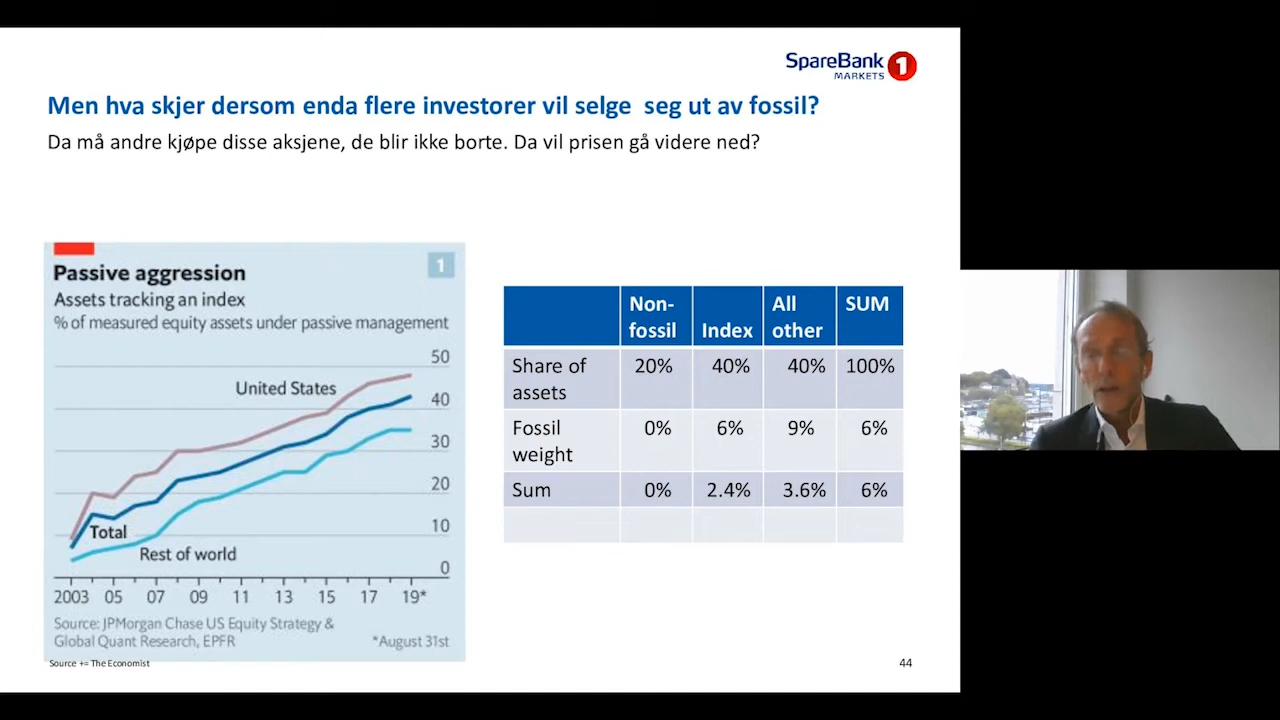 SpareBank 1
MARKETS
Men hva skjer dersom enda flere investorer vil selge seg ut av fossil?
Da må andre kjøpe disse aksjene, de blir ikke borte. Da vil prisen gå videre ned?
Passive aggression
1
Assets tracking an index
% of measured equity assets under passive management
50
United States
40
30
20
10
Total
Rest of world
0
2003 05 07 09 11 13 15 17 19*
Source: JPMorgan Chase US Equity Strategy &
Global Quant Research, EPFR
*August 31st
Source += The Economist
Non-
fossil
Index
All
other
SUM
Share of
assets
20% 40% 40% 100%
Fossil
weight
0% 6% 9% 6%
Sum 0% 2.4% 3.6% 6%
44